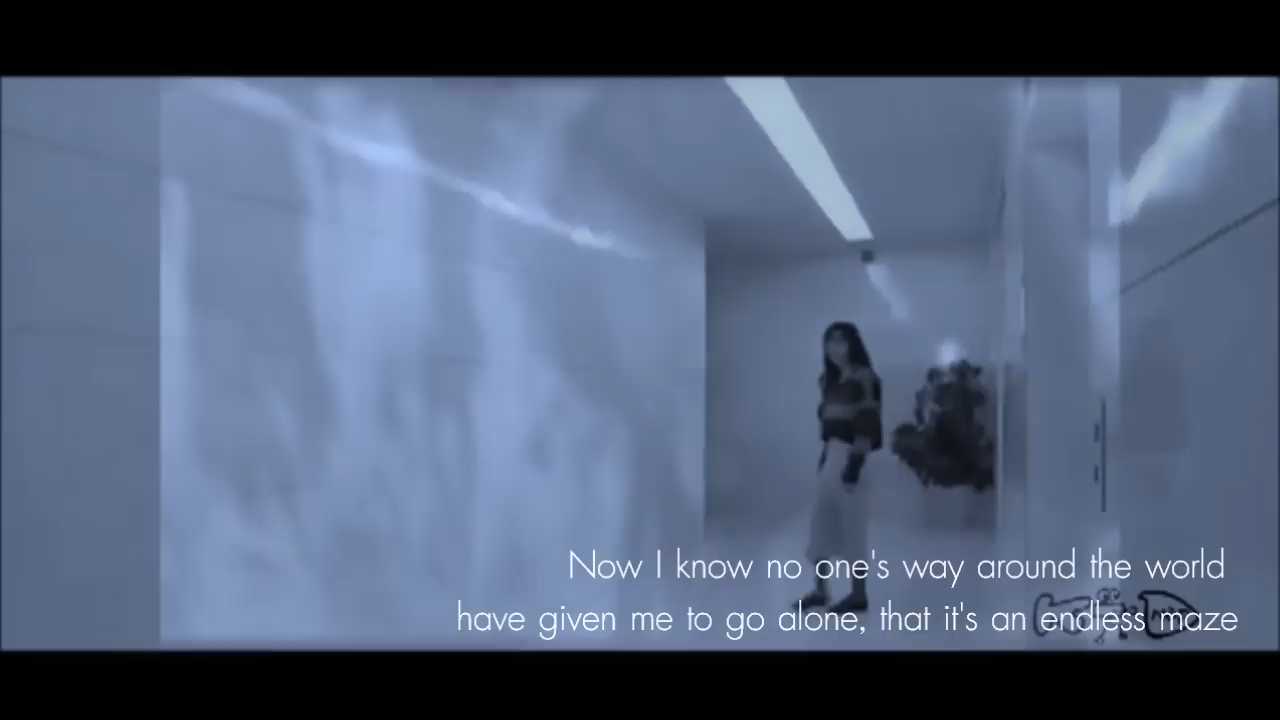 Now I know no one's way around the world
have given me to go alone, that it's an endless maze